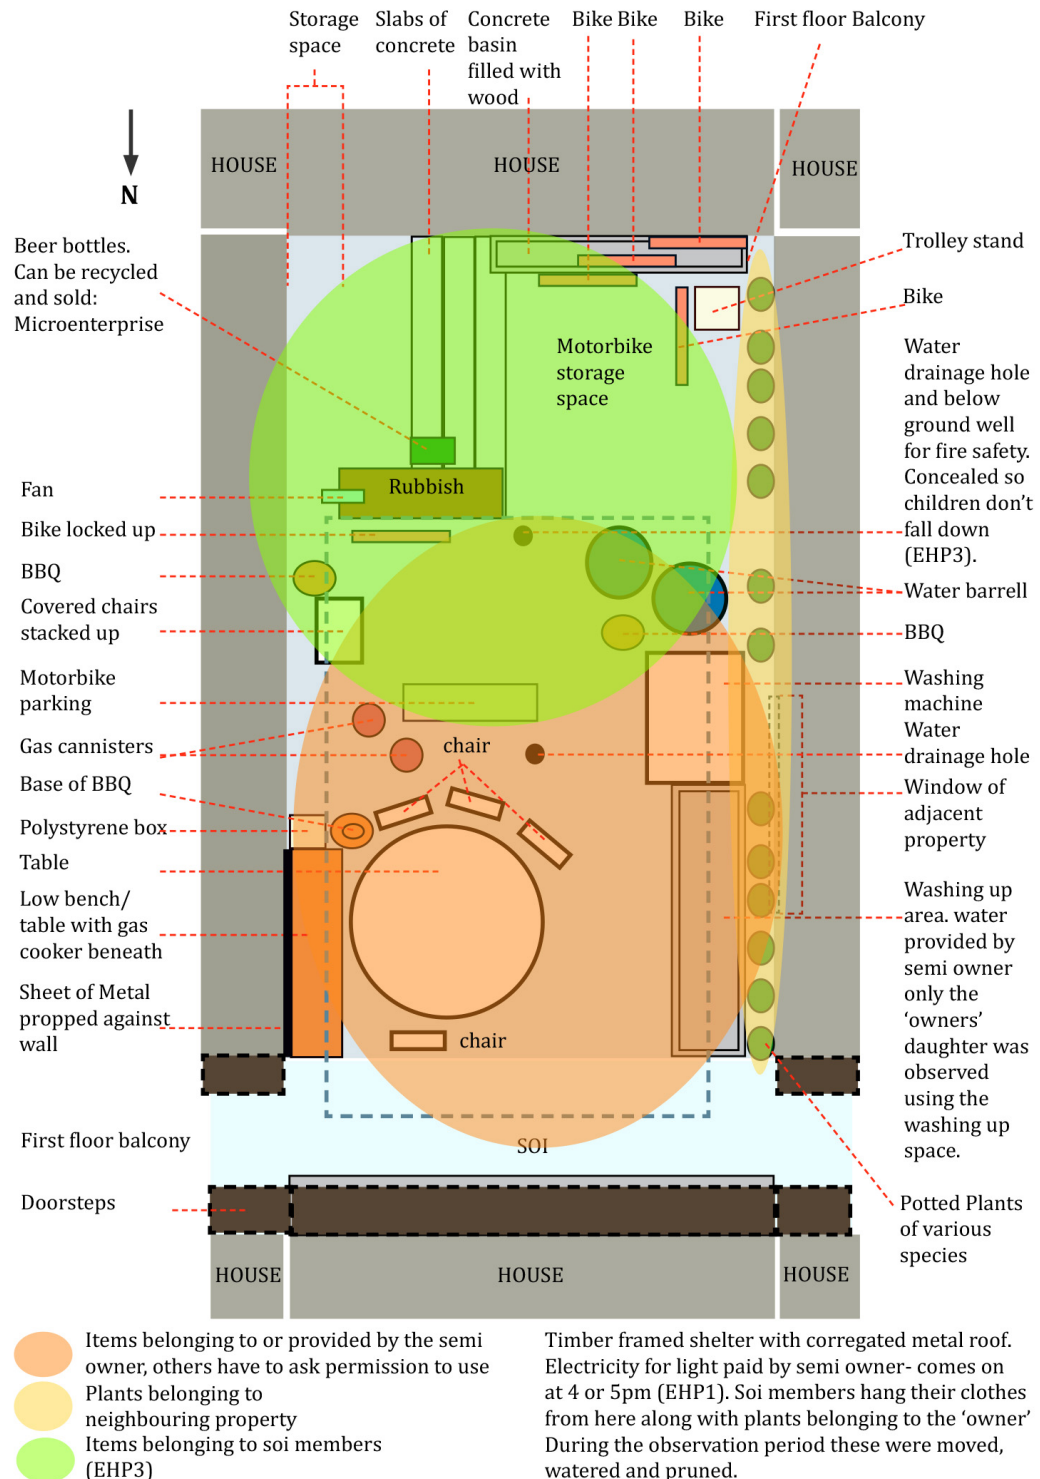 Storage
space
Slabs of
concrete
Concrete
basin
filled with
wood
Bike
Bike
Bike
First floor Balcony
N
HOUSE
HOUSE
HOUSE
Beer bottles.
Can be recycled
and sold:
Microenterprise
Fan
Bike locked up
BBQ
Covered chairs
stacked up
Motorbike
parking
Gas cannisters
Base of BBQ
Polystyrene box
Table
Low bench/
table with gas
cooker beneath
Sheet of Metal
propped against
wall
First floor balcony
Doorsteps
Motorbike
storage
space
Rubbish
chair
chair
SOI
Trolley stand
Bike
Water
drainage hole
and below
ground well
for fire safety.
Concealed so
children don't
fall down
(EHP3).
Water barrell
BBQ
Washing
machine
Water
drainage hole
Window of
adjacent
property
Washing up
area. water
provided by
semi owner
only the
‘owners’
daughter was
observed
using the
washing up
space.
Potted Plants
of various
species
HOUSE
HOUSE
HOUSE
Items belonging to or provided by the semi
owner, others have to ask permission to use
Plants belonging to
neighbouring property
Items belonging to soi members
(EHP3)
Timber framed shelter with corregated metal roof.
Electricity for light paid by semi owner- comes on
at 4 or 5pm (EHP1). Soi members hang their clothes
from here along with plants belonging to the ‘owner’
During the observation period these were moved,
watered and pruned.